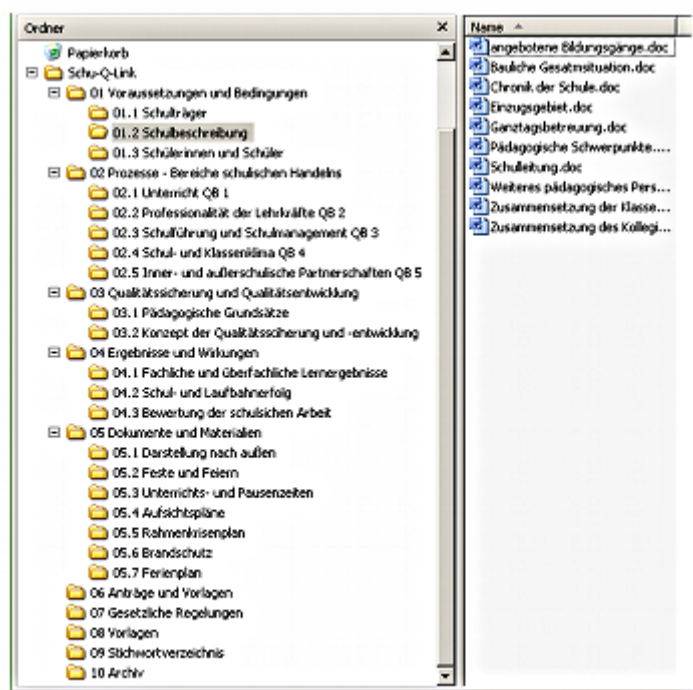 Ordner
Papierkorb
Schu-Q-Link
01 Voraussetzungen und Bedingungen
01.1 Schulträger
01.2 Schulbeschreibung
01.3 Schülerinnen und Schüler
02 Prozesse - Bereiche schulischen Handelns
02.1 Unterricht QB 1
02.2 Professionalität der Lehrkräfte QB 2
02.3 Schulführung und Schulmanagement QB 3
02.4 Schul- und Klassenklima QB 4
02.5 Inner- und außerschulische Partnerschaften QB 5
03 Qualitätssicherung und Qualitätsentwicklung
03.1 Pädagogische Grundsätze
03.2 Konzept der Qualitätssciherung und -entwicklung
04 Ergebnisse und Wirkungen
04.1 Fachliche und überfachliche Lernergebnisse
04.2 Schul- und Laufbahnerfolg
04.3 Bewertung der schulsichen Arbeit
05 Dokumente und Materialien
05.1 Darstellung nach außen
05.2 Feste und Feiern
05.3 Unterrichts- und Pausenzeiten
05.4 Aufsichtspläne
05.5 Rahmenkrisenplan
05.6 Brandschutz
05.7 Ferienplan
06 Anträge und Vorlagen
07 Gesetzliche Regelungen
08 Vorlagen
09 Stichwortverzeichnis
10 Archiv
Name
angebotene Bildungsgänge.doc
Bauliche Gesatmsituation.doc
Chronik der Schule.doc
Einzugsgebiet.doc
Ganztagsbetreuung.doc
Pädagogische Schwerpunkte....
Schulleitung.doc
Weiteres pädagogisches Pers...
Zusammensetzung der Klasse...
Zusammensetzung des Kollegi...